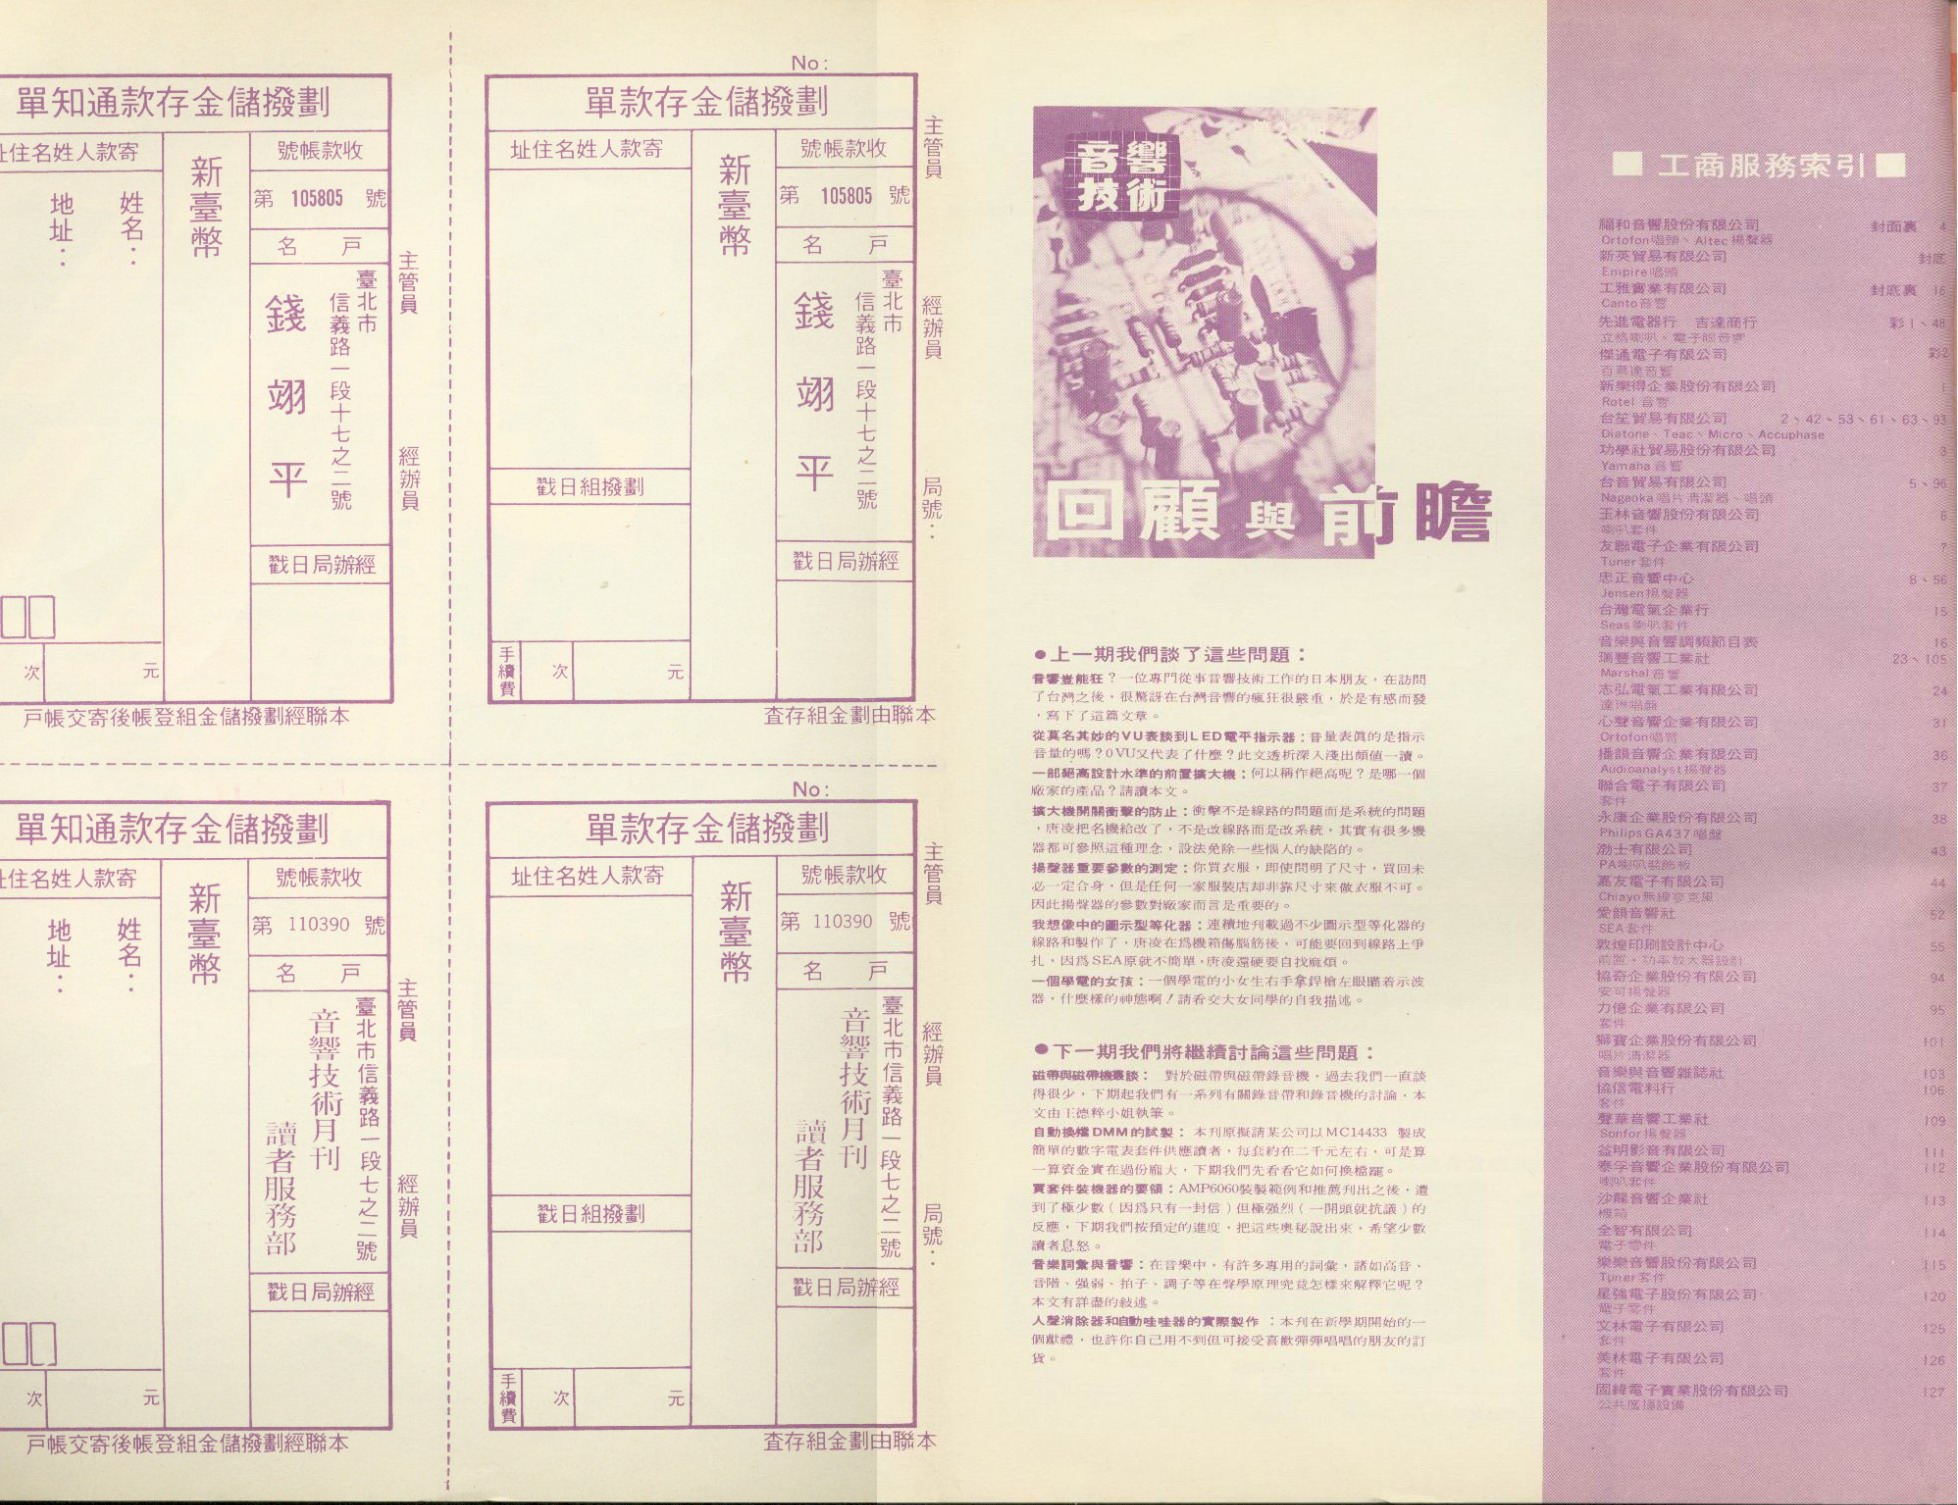 單知通款存金儲撥劃
址住名姓人款寄
姓名：
地址：
新臺幣
號帳款收
第 105805 號
名 戶
臺北市
信義路一段十七之二號
錢翊平
戳日局辦經
次 元
主管員
經辦員
戶帳交寄後帳登組金儲撥劃經聯本
No:
單款存金儲撥劃
址住名姓人款寄
新臺幣
號帳款收
第 105805 號
名 戶
臺北市
信義路一段十七之二號
錢翊平
戳日組撥劃
戳日局辦經
手續費
次 元
主管員
經辦員
局號：
查存組金劃由聯本
單知通款存金儲撥劃
址住名姓人款寄
姓名：
地址：
新臺幣
號帳款收
第 110390 號
名 戶
臺北市信義路一段七之二號
音響技術月刊
讀者服務部
戳日局辦經
次 元
主管員
經辦員
戶帳交寄後帳登組金儲撥劃經聯本
No:
單款存金儲撥劃
址住名姓人款寄
新臺幣
號帳款收
第 110390 號
名 戶
臺北市信義路一段七之二號
音響技術月刊
讀者服務部
戳日組撥劃
戳日局辦經
手續費
次 元
主管員
經辦員
局號：
查存組金劃由聯本
音響
技術
回顧與前瞻
●上一期我們談了這些問題：
音響豈能狂？一位專門從事音響技術工作的日本朋友，在訪問
了台灣之後，很驚訝在台灣音響的瘋狂很嚴重，於是有感而發
，寫下了這篇文章。
從莫名其妙的VU表談到LED電平指示器：音量表真的是指示
音量的嗎？0VU又代表了什麼？此文透析深入淺出頗值一讀。
一部絕高設計水準的前置擴大機：何以稱作絕高呢？是哪一個
廠家的產品？請讀本文。
擴大機開關衝擊的防止：衝擊不是線路的問題而是系統的問題
，唐凌把名機給改了，不是改線路而是改系統，其實有很多機
器都可參照這種理念，設法免除一些惱人的缺陷的。
揚聲器重要參數的測定：你買衣服，即使問明了尺寸，買回未
必一定合身，但是任何一家服裝店却非靠尺寸來做衣服不可。
因此揚聲器的參數對廠家而言是重要的。
我想像中的圖示型等化器：連續地刊載過不少圖示型等化器的
線路和製作了，唐凌在爲機箱傷腦筋後，可能要回到線路上爭
扎，因爲SEA原就不簡單，唐凌還硬要自找麻煩。
一個學電的女孩：一個學電的小女生右手拿銲槍左眼瞄着示波
器，什麼樣的神態啊！請看交大女同學的自我描述。
●下一期我們將繼續討論這些問題：
磁帶與磁帶機叢談： 對於磁帶與磁帶錄音機，過去我們一直談
得很少，下期起我們有一系列有關錄音帶和錄音機的討論，本
文由王德粹小姐執筆。
自動換檔DMM的試製： 本刊原擬請某公司以MC14433 製成
簡單的數字電表套件供應讀者，每套約在二千元左右，可是算
一算資金實在過份龐大，下期我們先看看它如何換檔罷。
買套件裝機器的要領：AMP6060裝製範例和推薦刊出之後，遭
到了極少數（因爲只有一封信）但極強烈（一開頭就抗議）的
反應，下期我們按預定的進度，把這些奧秘說出來，希望少數
讀者息怒。
音樂詞彙與音響：在音樂中，有許多專用的詞彙，諸如高音、
音階、強弱、拍子、調子等在聲學原理究竟怎樣來解釋它呢？
本文有詳盡的敍述。
人聲消除器和自動哇哇器的實際製作 ：本刊在新學期開始的一
個獻禮，也許你自己用不到但可接受喜歡彈彈唱唱的朋友的訂
貨。
■ 工商服務索引 ■
福和音響股份有限公司 封面裏 4
Ortofon唱頭、Altec揚聲器
新英貿易有限公司 封底
Empire唱頭
工雅實業有限公司 封底裏 16
Canto音響
先進電器行 吉達商行 彩1、48
傑通電子有限公司 彩2
百慕達音響
新樂得企業股份有限公司 1
Rotel 音響
台笙貿易有限公司 2、42、53、61、63、93
Diatone、Teac、Micro、Accuphase
功學社貿易股份有限公司 3
Yamaha音響
台音貿易有限公司 5、96
Nagaoka唱片清潔器、唱頭
玉林音響股份有限公司 6
喇叭套件
友聯電子企業有限公司 7
Tuner套件
忠正音響中心 8、56
Jensen揚聲器
台灣電氣企業行 15
Seas喇叭套件
音樂與音響調頻節目表 16
瑞豐音響工業社 23、105
Marshal音響
志弘電氣工業有限公司 24
心聲音響企業有限公司 31
Ortofon唱臂
播韻音響企業有限公司 36
Audioanalyst揚聲器
聯合電子有限公司 37
套件
永康企業股份有限公司 38
Philips GA437唱盤
渤士有限公司 43
PA喇叭裝飾板
嘉友電子有限公司 44
Chiayo無線麥克風
愛韻音響社 52
SEA套件
敦煌印刷設計中心 55
前置、功率放大器設計
協奇企業股份有限公司 94
安可揚聲器
力億企業有限公司 95
套件
獅寶企業股份有限公司 101
唱片清潔器
音樂與音響雜誌社 103
協信電料行 106
套件
聲華音響工業社 109
Sonfor揚聲器
益明影音有限公司 111
泰孚音響企業股份有限公司 112
喇叭套件
沙龍音響企業社 113
機箱
全智有限公司 114
電子零件
樂樂音響股份有限公司 115
Tuner套件
星強電子股份有限公司 120
電子零件
文林電子有限公司 125
套件
美林電子有限公司 126
套件
固緯電子實業股份有限公司 127
公共廣播設備